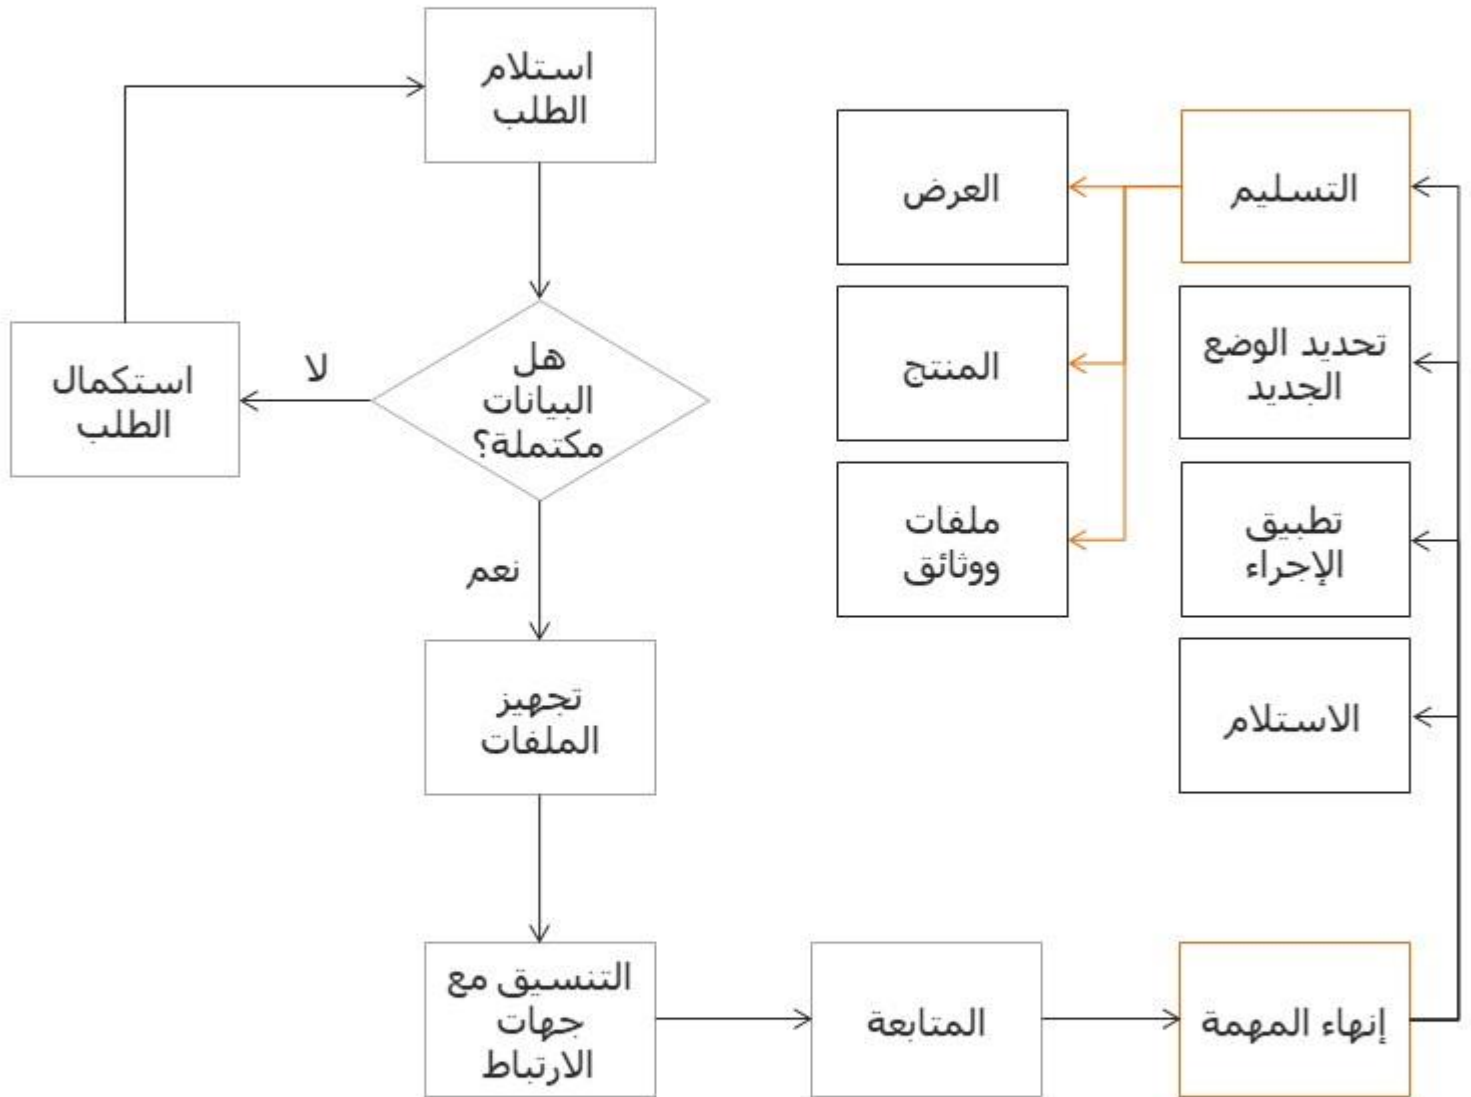 استلام
الطلب
هل
البيانات
مكتملة؟
لا
استكمال
الطلب
نعم
تجهيز
الملفات
التنسيق مع
جهات
الارتباط
المتابعة
إنهاء المهمة
التسليم
تحديد الوضع
الجديد
تطبيق
الإجراء
الاستلام
العرض
المنتج
ملفات
ووثائق